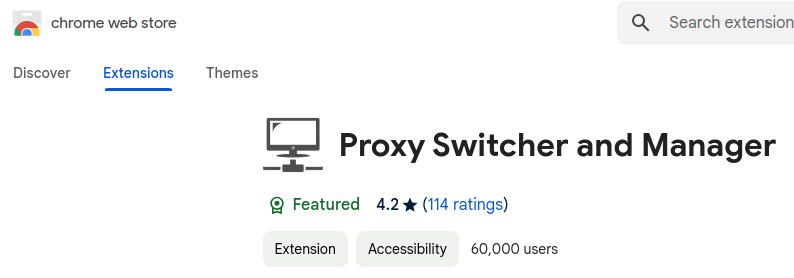 chrome web store
Search extension
Discover Extensions Themes
Proxy Switcher and Manager
Featured 4.2 ★ (114 ratings)
Extension Accessibility 60,000 users